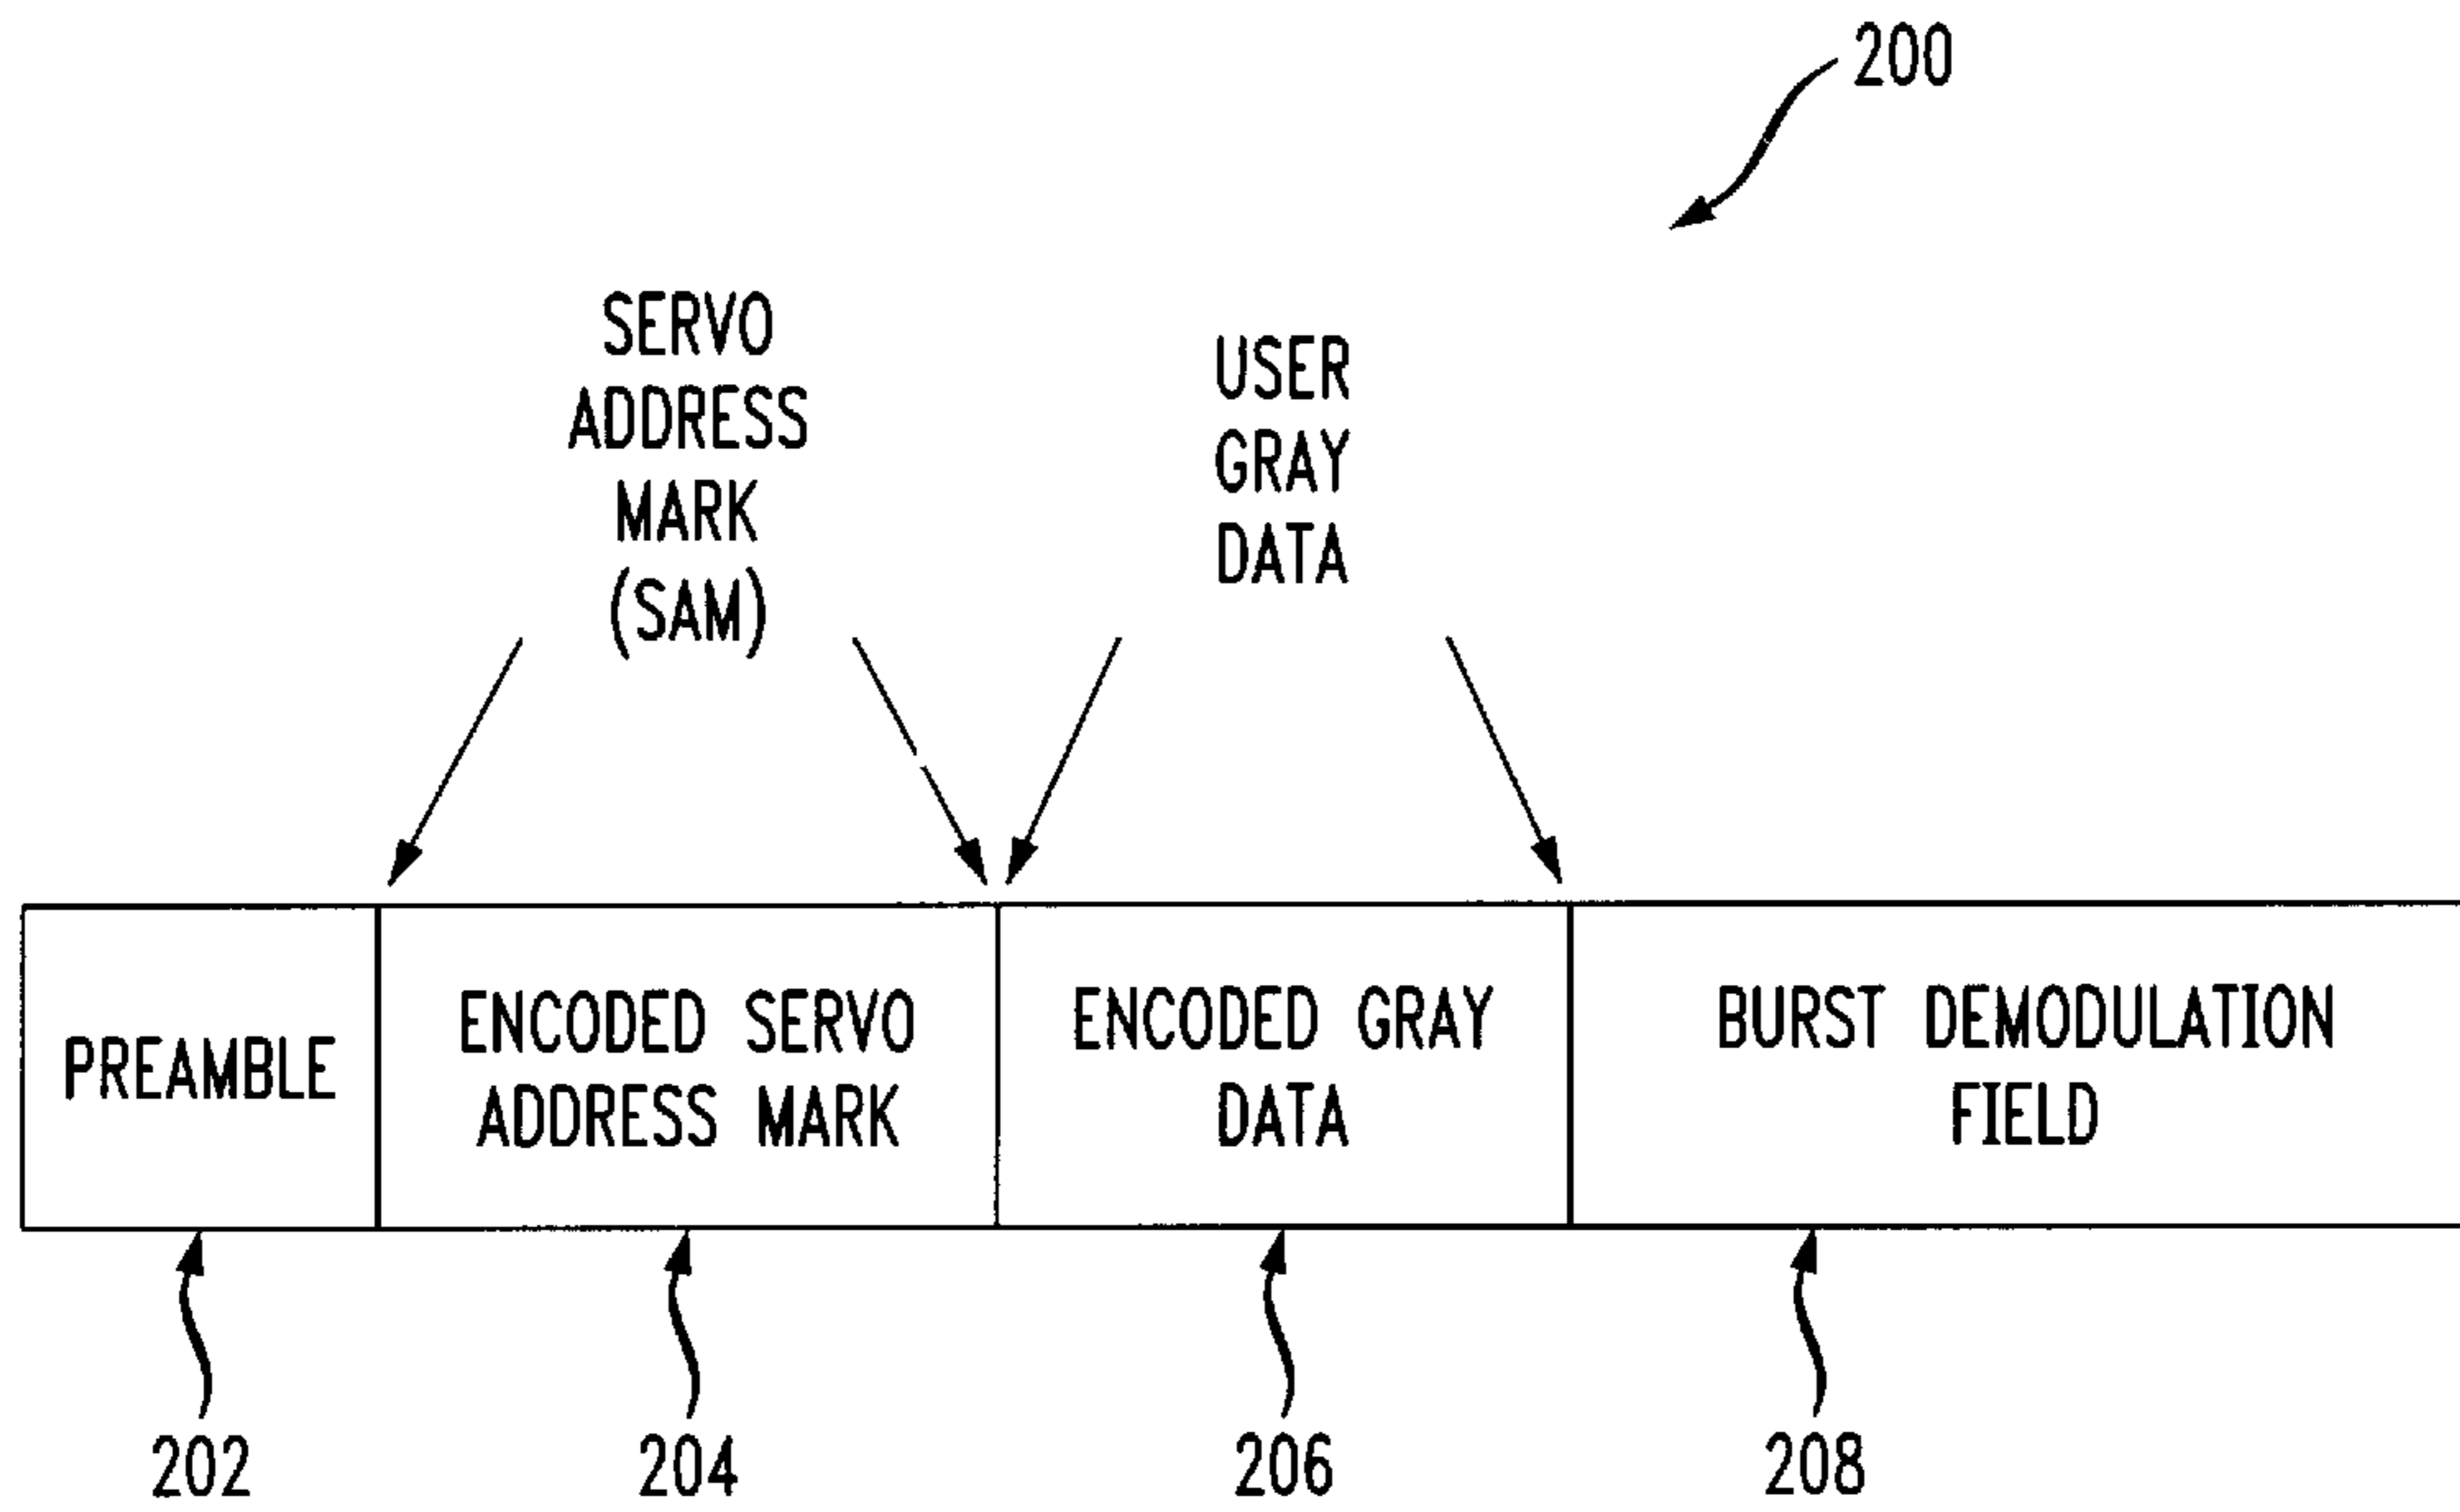 200
SERVO
ADDRESS
MARK
(SAM)
USER
GRAY
DATA
PREAMBLE
ENCODED SERVO
ADDRESS MARK
ENCODED GRAY
DATA
BURST DEMODULATION
FIELD
202
204
206
208